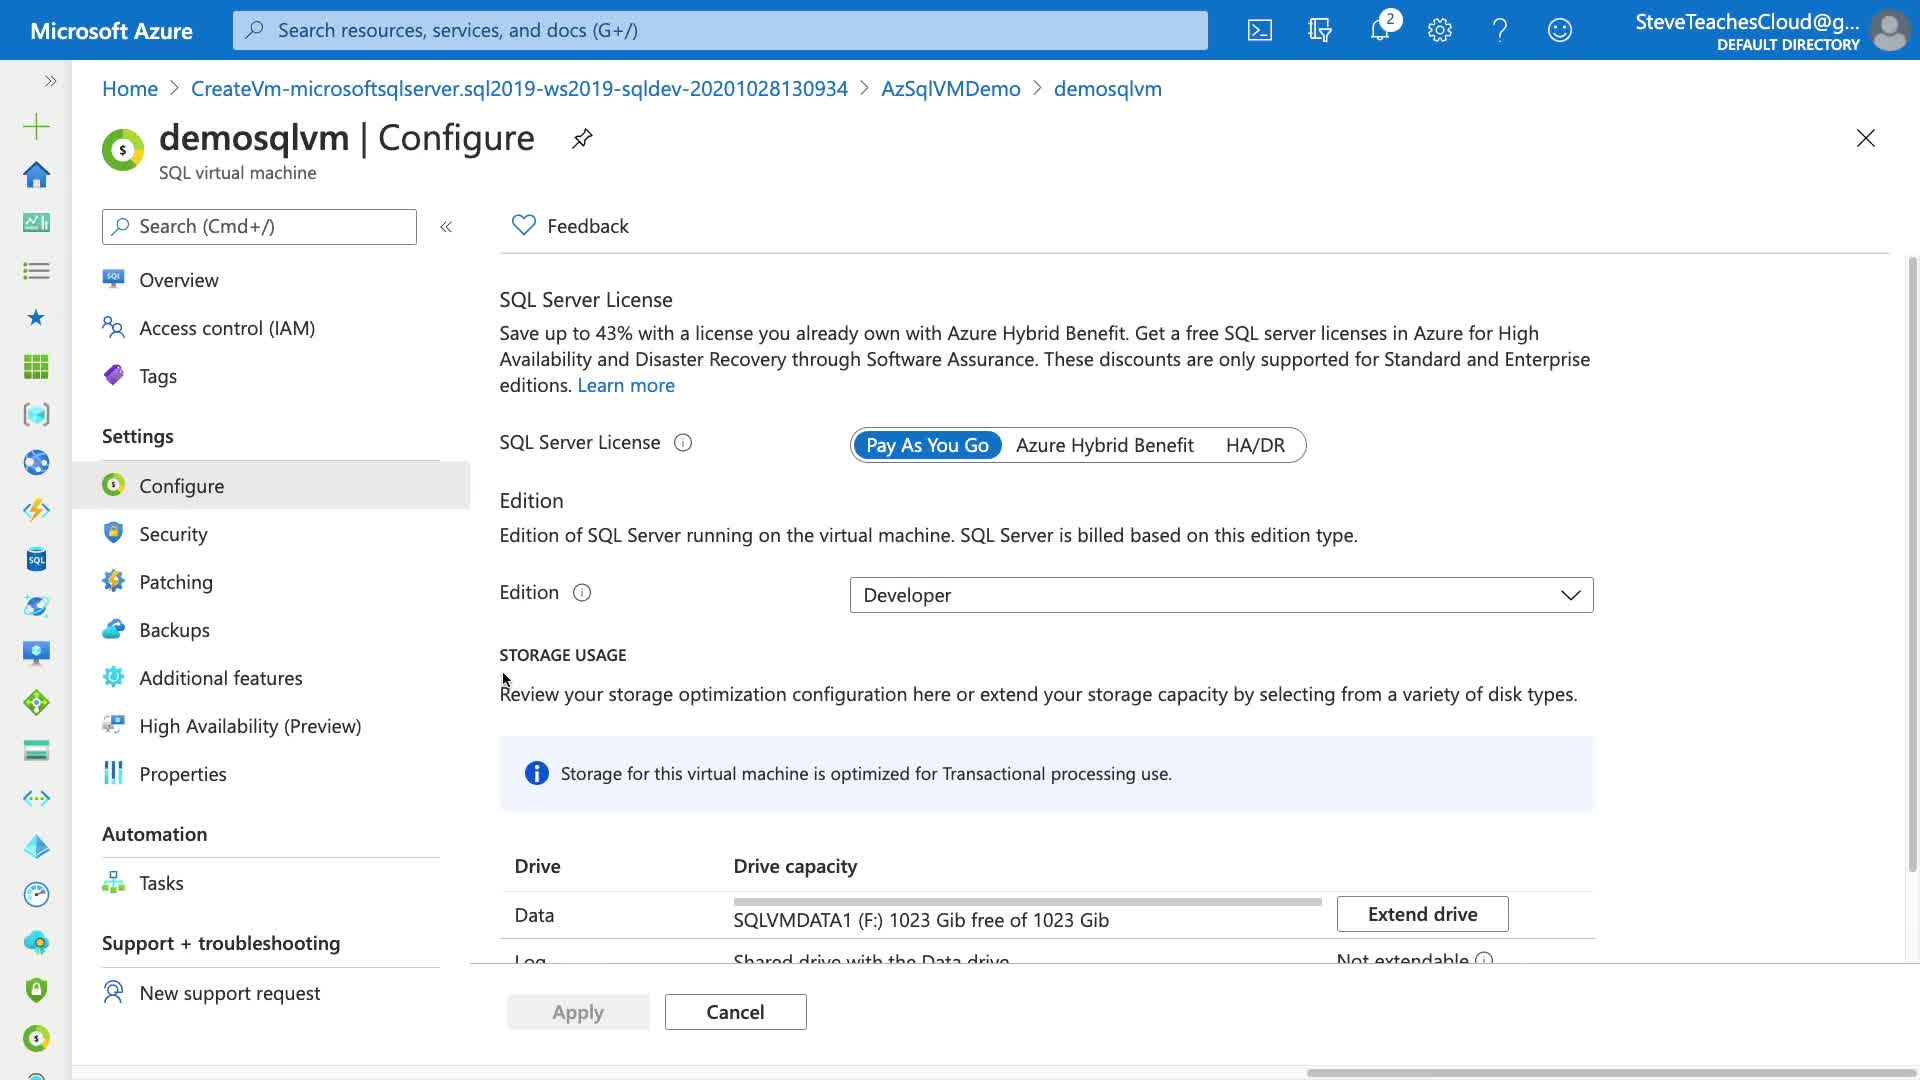 Microsoft Azure
Search resources, services, and docs (G+/)
2
SteveTeachesCloud@g...
DEFAULT DIRECTORY
Home > CreateVm-microsoftsqlserver.sql2019-ws2019-sqldev-20201028130934 > AzSqlVMDemo > demosqlvm
demosqlvm | Configure
SQL virtual machine
Search (Cmd+/)
Overview
Access control (IAM)
Tags
Settings
Configure
Security
Patching
Backups
Additional features
High Availability (Preview)
Properties
Automation
Tasks
Support + troubleshooting
New support request
Feedback
SQL Server License
Save up to 43% with a license you already own with Azure Hybrid Benefit. Get a free SQL server licenses in Azure for High
Availability and Disaster Recovery through Software Assurance. These discounts are only supported for Standard and Enterprise
editions. Learn more
SQL Server License
Pay As You Go
Azure Hybrid Benefit
HA/DR
Edition
Edition of SQL Server running on the virtual machine. SQL Server is billed based on this edition type.
Edition
Developer
STORAGE USAGE
Review your storage optimization configuration here or extend your storage capacity by selecting from a variety of disk types.
Storage for this virtual machine is optimized for Transactional processing use.
Drive
Drive capacity
Data
SQLVMDATA1 (F:) 1023 Gib free of 1023 Gib
Extend drive
Log
Shared drive with the Data drive
Not extendable
Apply
Cancel